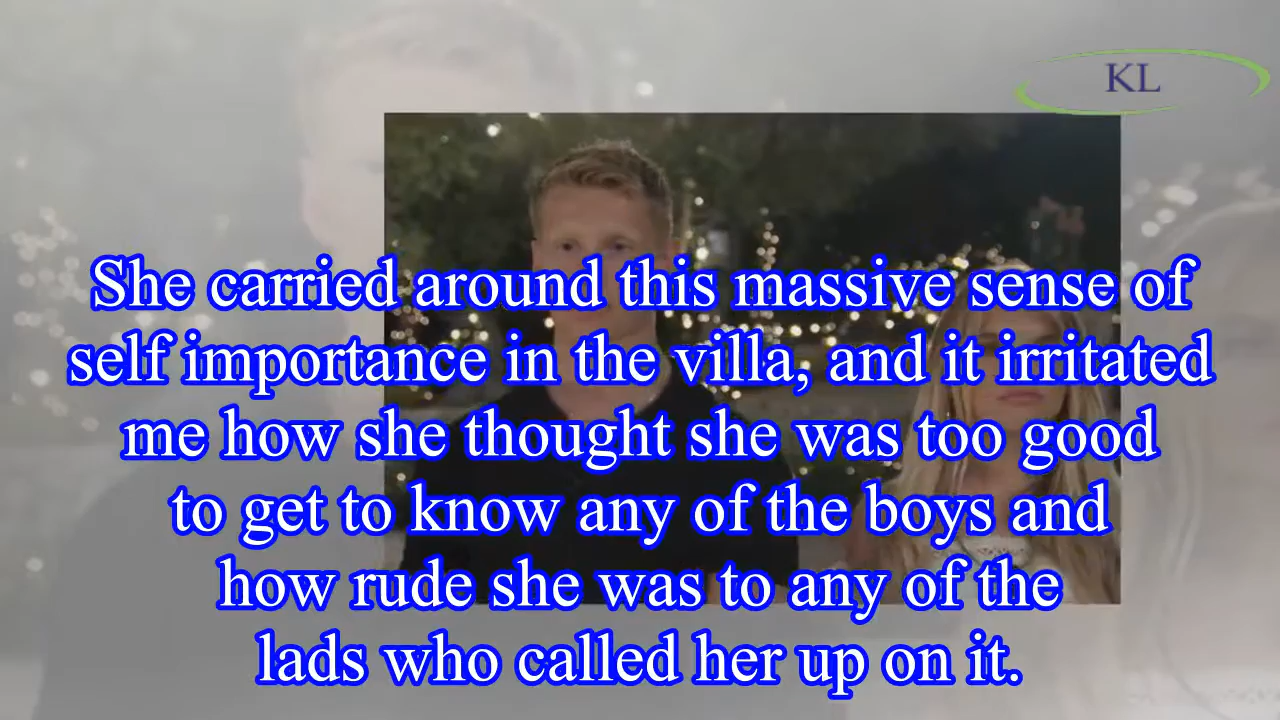 KL
She carried around this massive sense of
self importance in the villa, and it irritated
me how she thought she was too good
to get to know any of the boys and
how rude she was to any of the
lads who called her up on it.